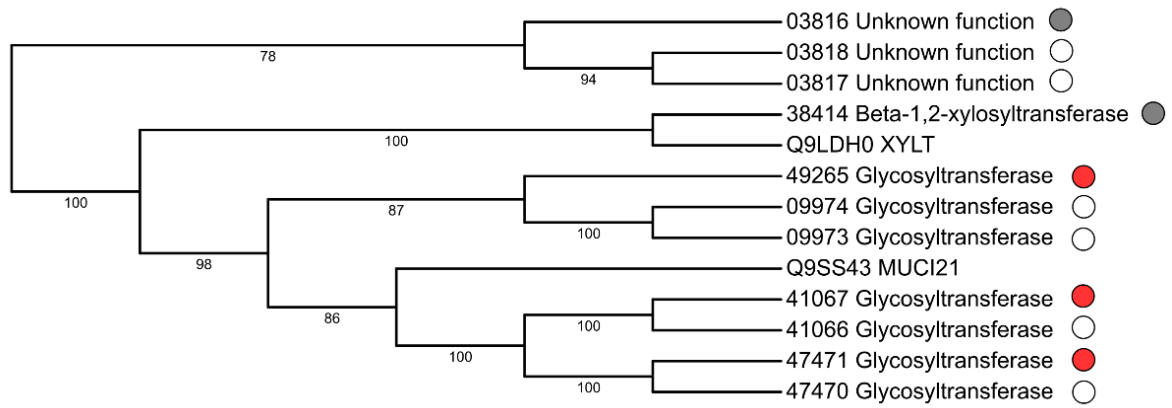 03816 Unknown function
78
03818 Unknown function
94
03817 Unknown function
38414 Beta-1,2-xylosyltransferase
100
Q9LDH0 XYLT
49265 Glycosyltransferase
100
87
09974 Glycosyltransferase
100
09973 Glycosyltransferase
98
Q9SS43 MUCI21
41067 Glycosyltransferase
86
100
41066 Glycosyltransferase
100
47471 Glycosyltransferase
100
47470 Glycosyltransferase